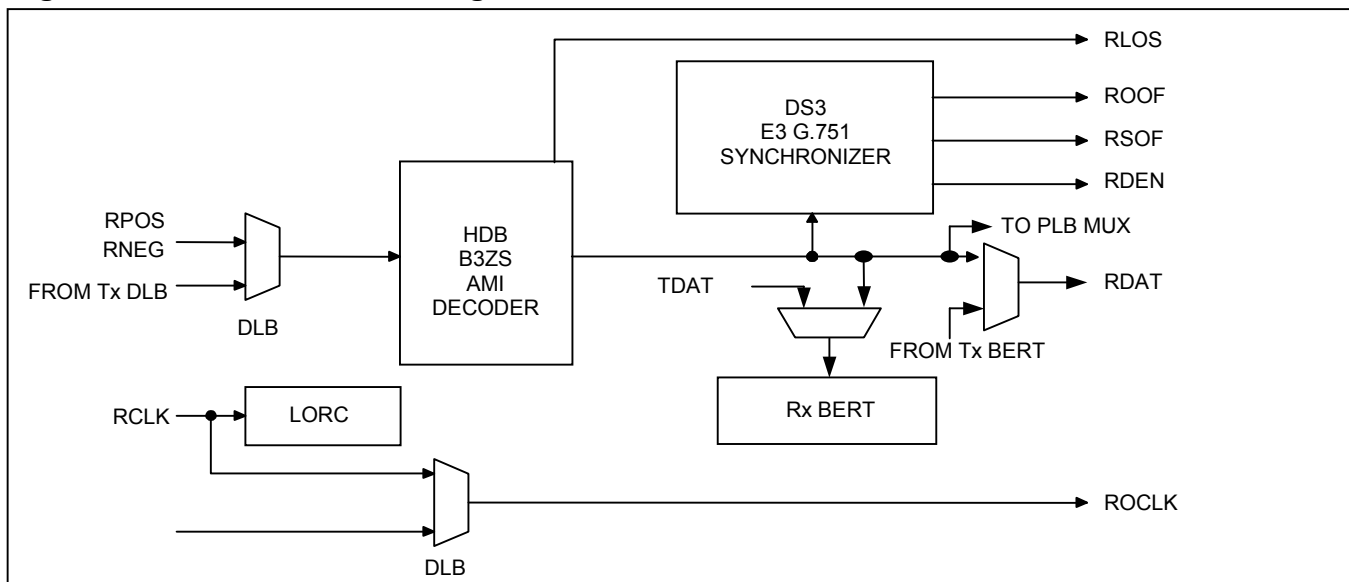 RLOS
DS3
E3 G.751
SYNCHRONIZER
ROOF
RSOF
RDEN
RPOS
RNEG
FROM Tx DLB
DLB
HDB
B3ZS
AMI
DECODER
TO PLB MUX
TDAT
RDAT
FROM Tx BERT
Rx BERT
RCLK
LORC
ROCLK
DLB